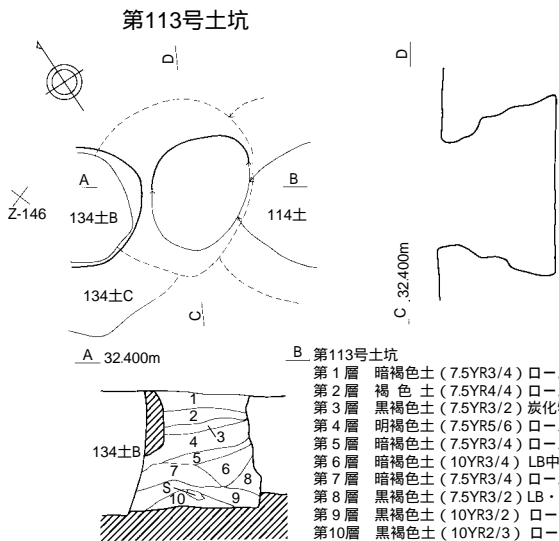 第113号土坑
D
D
A
B
134土B
114土
Z-146
134土C
C
C 32.400m
A 32.400m
B
134土B
1
2
3
4
5
6
7
8
S
9
10
第113号土坑
第1層 暗褐色土(7.5YR3/4)ロー
第2層 褐色土(7.5YR4/4)ロー
第3層 黒褐色土(7.5YR3/2)炭化
第4層 明褐色土(7.5YR5/6)ロー
第5層 暗褐色土(7.5YR3/4)ロー
第6層 暗褐色土(10YR3/4)LB中
第7層 暗褐色土(7.5YR3/4)ロー
第8層 黒褐色土(7.5YR3/2)LB・
第9層 黒褐色土(10YR3/2)ロー
第10層 黒褐色土(10YR2/3)ロー